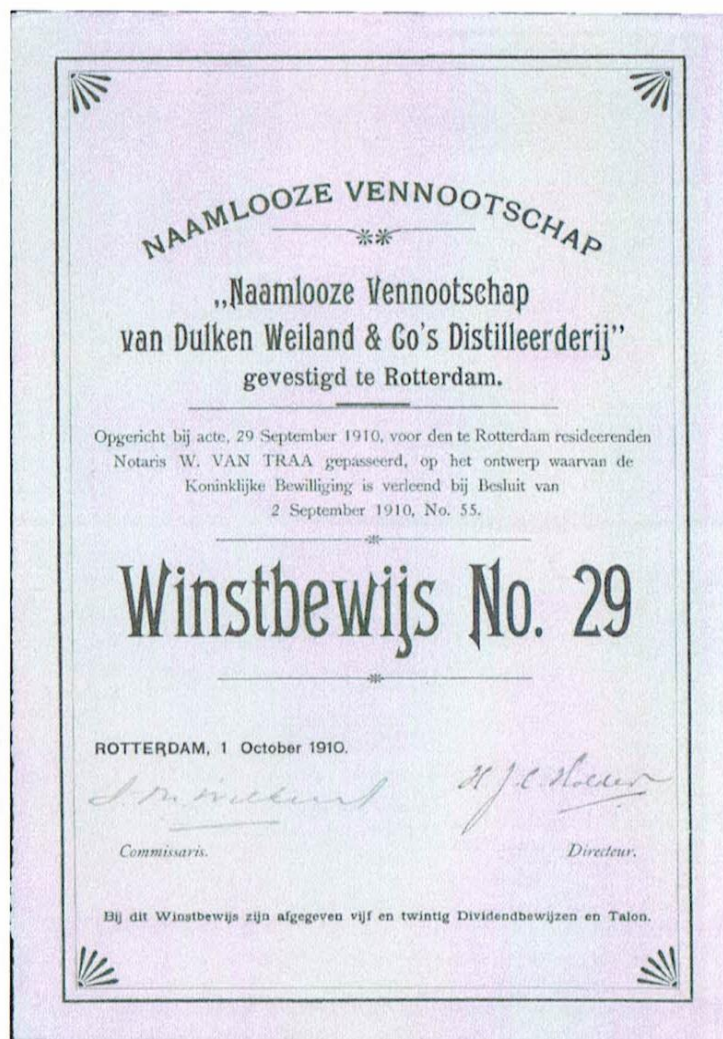 NAAMLOOZE VENNOOTSCHAP
„Naamlooze Vennootschap
van Dulken Weiland & Co's Distilleerderij"
gevestigd te Rotterdam.
Opgericht bij acte, 29 September 1910, voor den te Rotterdam resideerenden
Notaris W. VAN TRAA gepasseerd, op het ontwerp waarvan de
Koninklijke Bewilliging is verleend bij Besluit van
2 September 1910, No. 55.
Winstbewijs No. 29
ROTTERDAM, 1 October 1910.
Commissaris. Directeur.
Bij dit Winstbewijs zijn afgegeven vijf en twintig Dividendbewijzen en Talon.